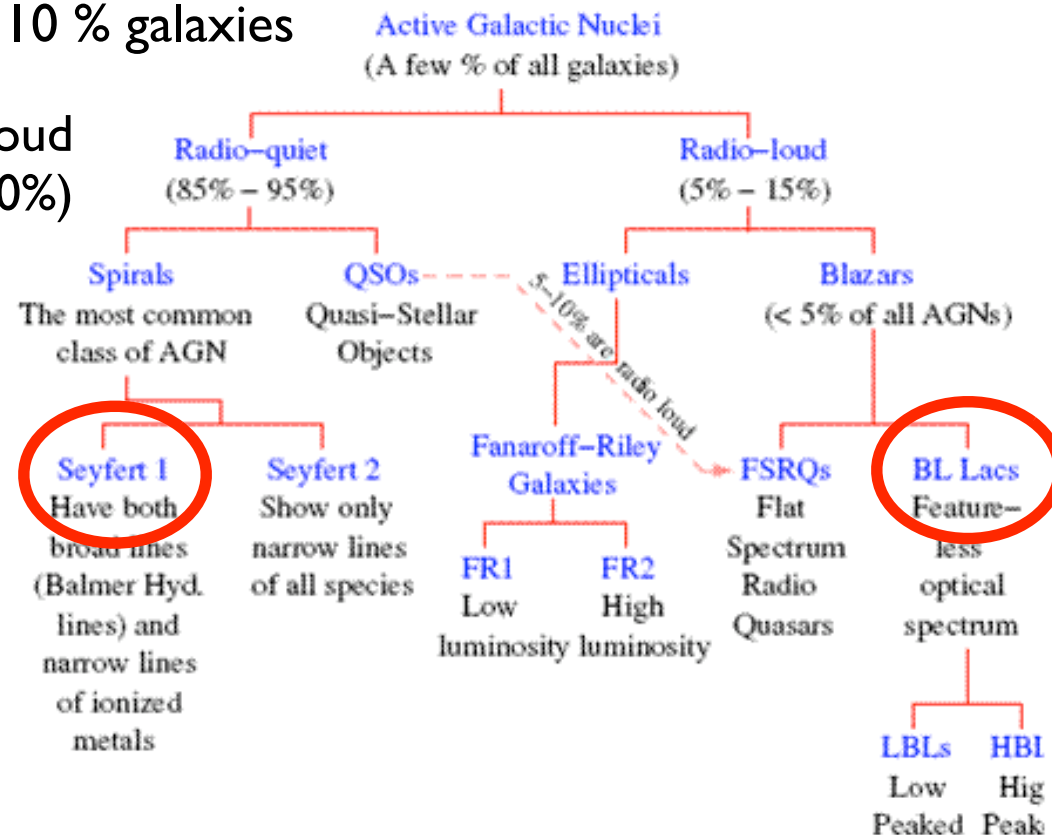 10 % galaxies
Active Galactic Nuclei
(A few % of all galaxies)
oud
0%)
Radio-quiet
(85% – 95%)
Radio-loud
(5% – 15%)
Spirals
The most common
class of AGN
QSOs
Quasi-Stellar
Objects
5-10% are radio loud
Ellipticals
Blazars
(< 5% of all AGNs)
Seyfert 1
Have both
broad lines
(Balmer Hyd.
lines) and
narrow lines
of ionized
metals
Seyfert 2
Show only
narrow lines
of all species
Fanaroff-Riley
Galaxies
FR1
Low
luminosity
FR2
High
luminosity
FSRQs
Flat
Spectrum
Radio
Quasars
BL Lacs
Feature-
less
optical
spectrum
LBLs
Low
Peaked
HBL
Hig
Peak